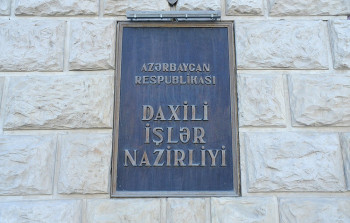 AZƏRBAYCAN
RESPUBLİKASI
DAXİLİ
İŞLƏR
NAZİRLİYİ